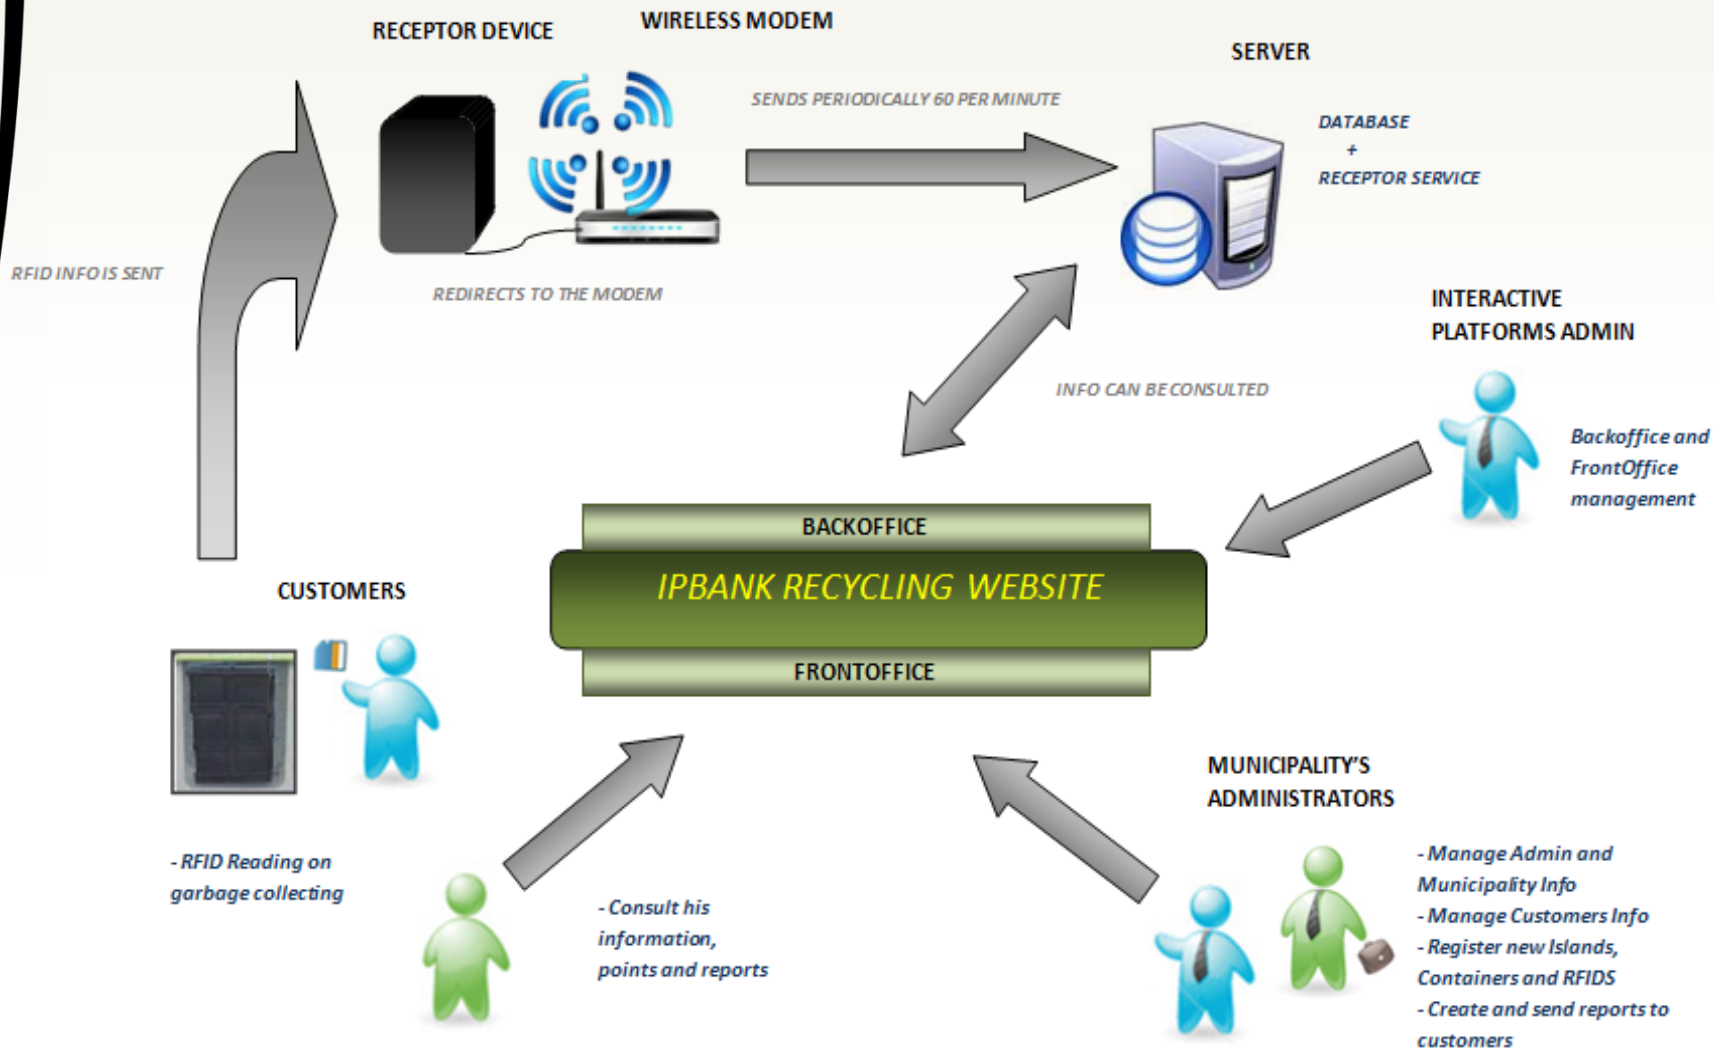 RECEPTOR DEVICE
WIRELESS MODEM
SERVER
SENDS PERIODICALLY 60 PER MINUTE
DATABASE
+
RECEPTOR SERVICE
RFID INFO IS SENT
REDIRECTS TO THE MODEM
INTERACTIVE
PLATFORMS ADMIN
INFO CAN BE CONSULTED
Backoffice and
FrontOffice
management
BACKOFFICE
IPBANK RECYCLING WEBSITE
FRONTOFFICE
CUSTOMERS
- RFID Reading on
garbage collecting
- Consult his
information,
points and reports
MUNICIPALITY'S
ADMINISTRATORS
- Manage Admin and
Municipality Info
- Manage Customers Info
- Register new Islands,
Containers and RFIDS
- Create and send reports to
customers